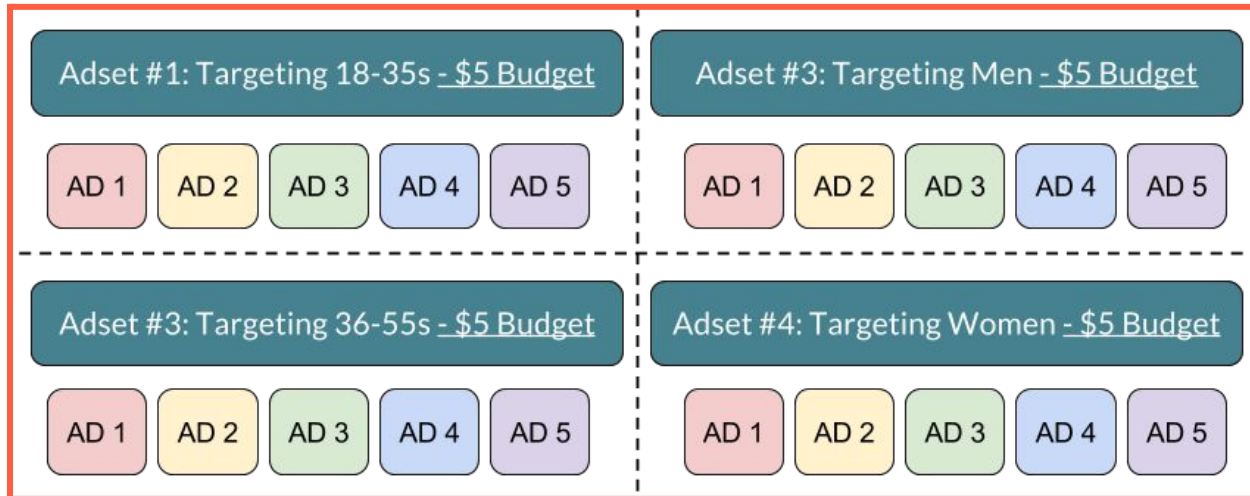 Adset #1: Targeting 18-35s - $5 Budget
AD 1 AD 2 AD 3 AD 4 AD 5
Adset #3: Targeting Men - $5 Budget
AD 1 AD 2 AD 3 AD 4 AD 5
Adset #3: Targeting 36-55s - $5 Budget
AD 1 AD 2 AD 3 AD 4 AD 5
Adset #4: Targeting Women - $5 Budget
AD 1 AD 2 AD 3 AD 4 AD 5